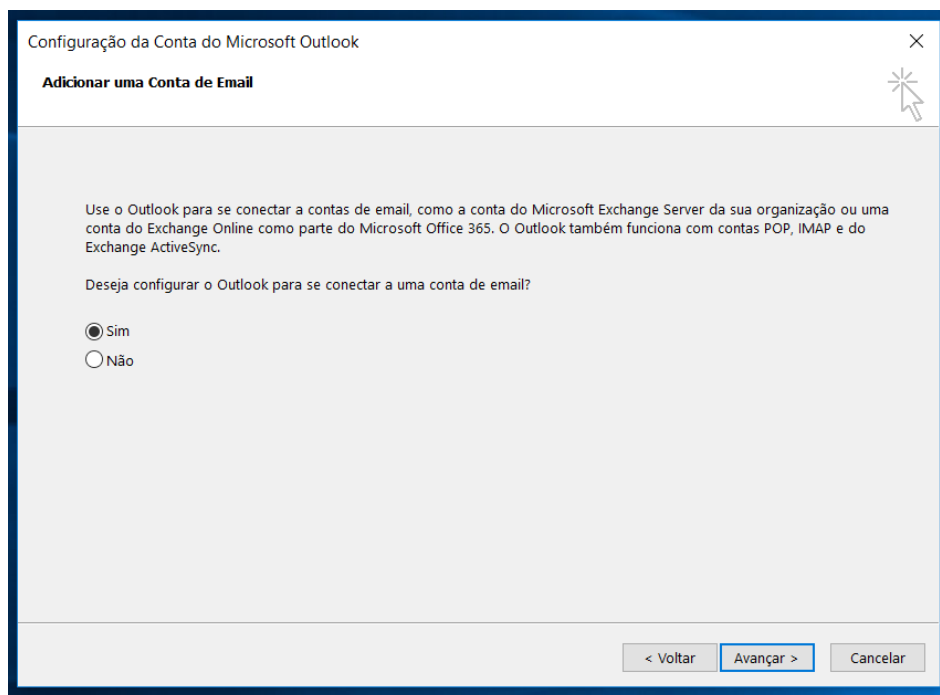 Configuração da Conta do Microsoft Outlook
Adicionar uma Conta de Email
Use o Outlook para se conectar a contas de email, como a conta do Microsoft Exchange Server da sua organização ou uma
conta do Exchange Online como parte do Microsoft Office 365. O Outlook também funciona com contas POP, IMAP e do
Exchange ActiveSync.
Deseja configurar o Outlook para se conectar a uma conta de email?
Sim
Não
< Voltar Avançar > Cancelar